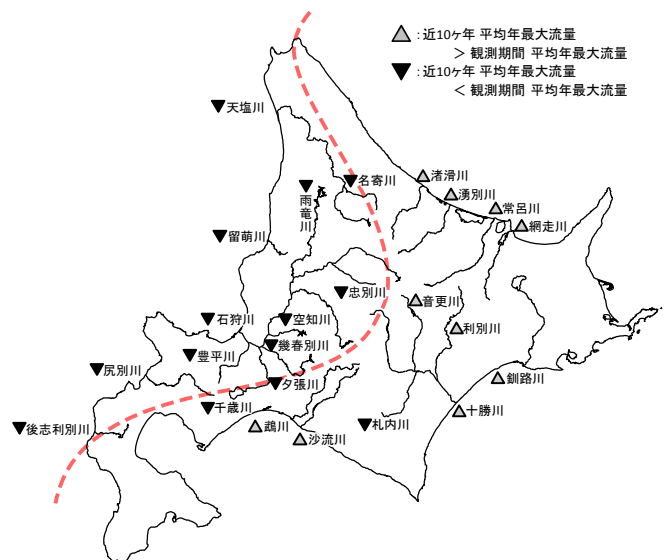 △ : 近10ヶ年 平均年最大流量
> 観測期間 平均年最大流量
▼ : 近10ヶ年 平均年最大流量
< 観測期間 平均年最大流量
▼天塩川
▼名寄川
△渚滑川
▼雨竜川
△湧別川
△常呂川
△網走川
▼留萌川
▼忠別川
△音更川
▼石狩川
▼空知川
△利別川
▼幾春別川
▼豊平川
▼尻別川
△釧路川
▼夕張川
▼千歳川
△十勝川
▼後志利別川
△鵡川
▼札内川
△沙流川